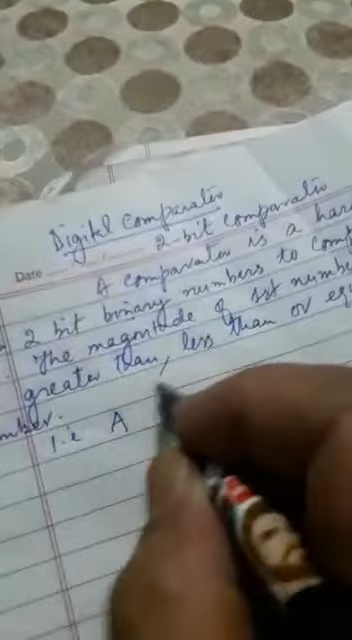 Digital Comparator
2-bit comparator
Date
A comparator is a har
2 bit binary numbers to comp
The magnitude of 1st number
greater than, less than or eq
mber.
i.e A